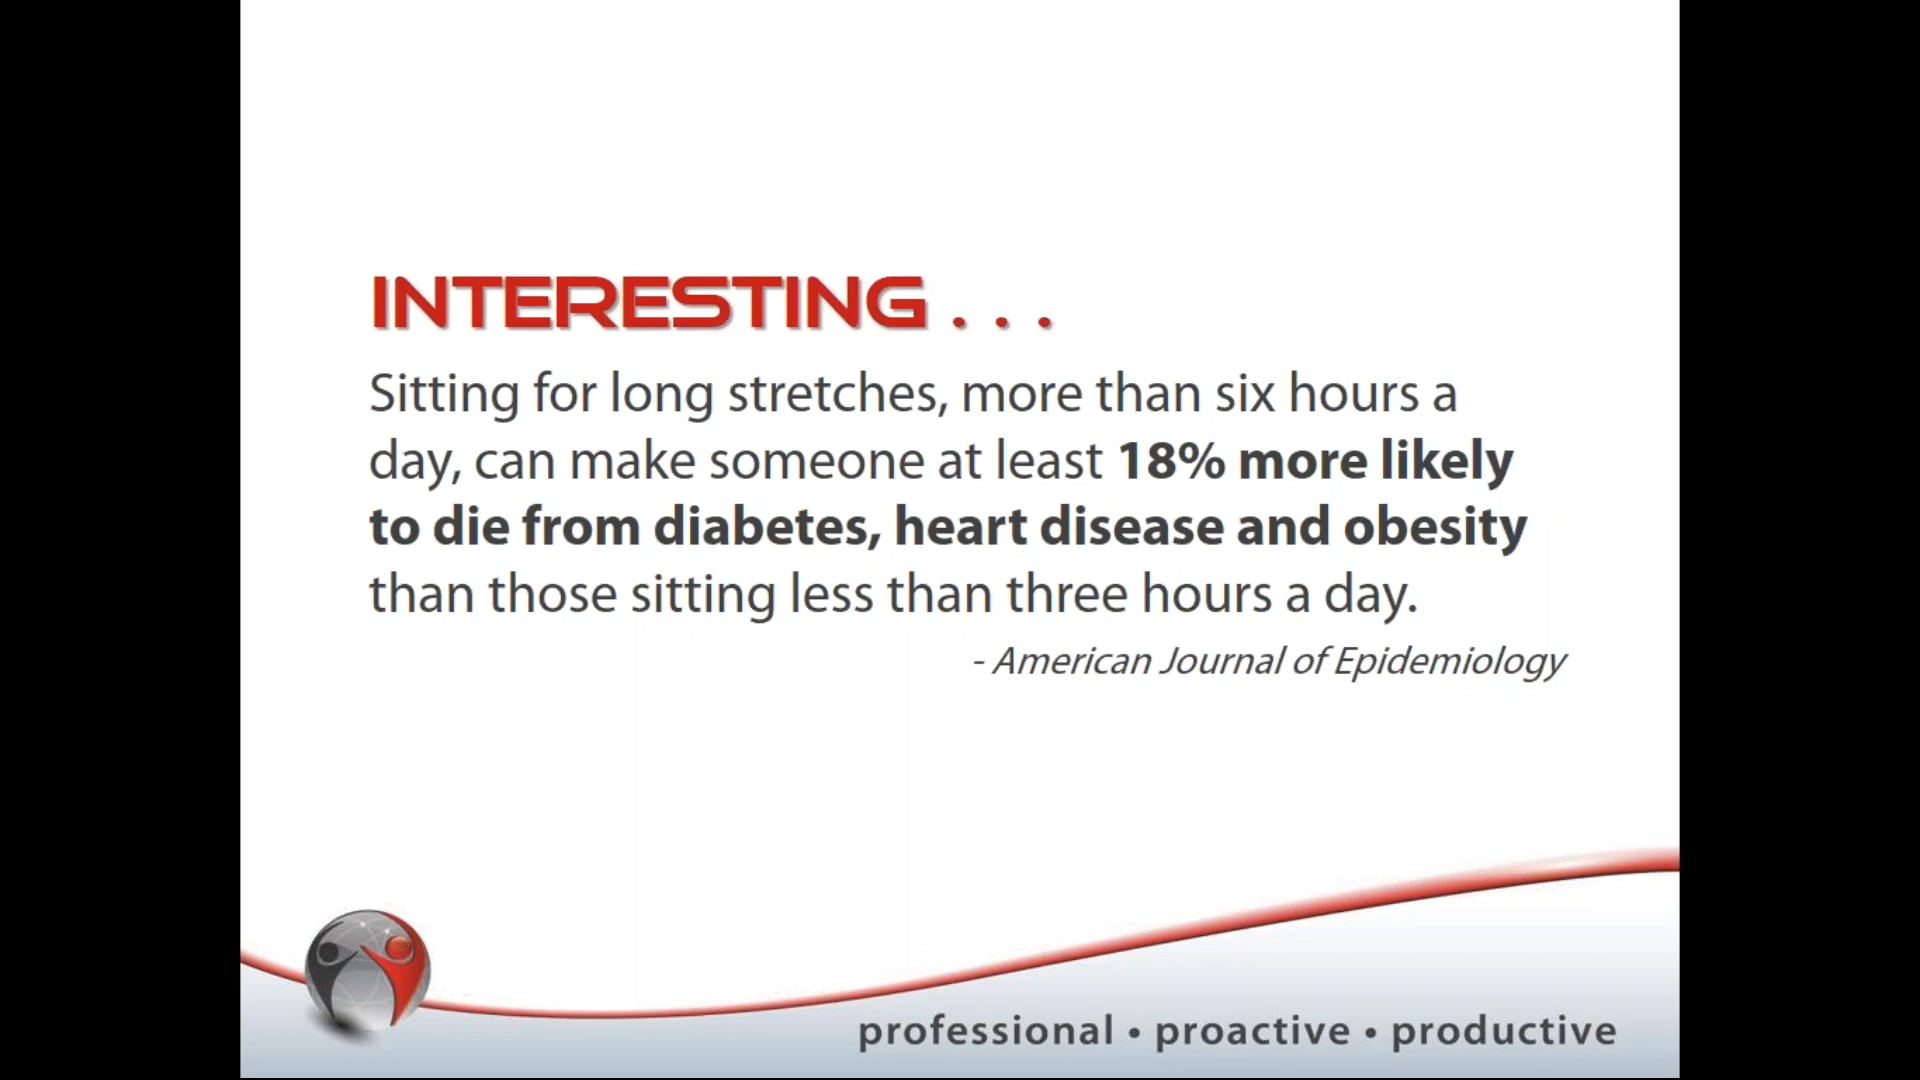 INTERESTING . . .
Sitting for long stretches, more than six hours a
day, can make someone at least 18% more likely
to die from diabetes, heart disease and obesity
than those sitting less than three hours a day.
- American Journal of Epidemiology
professional • proactive • productive